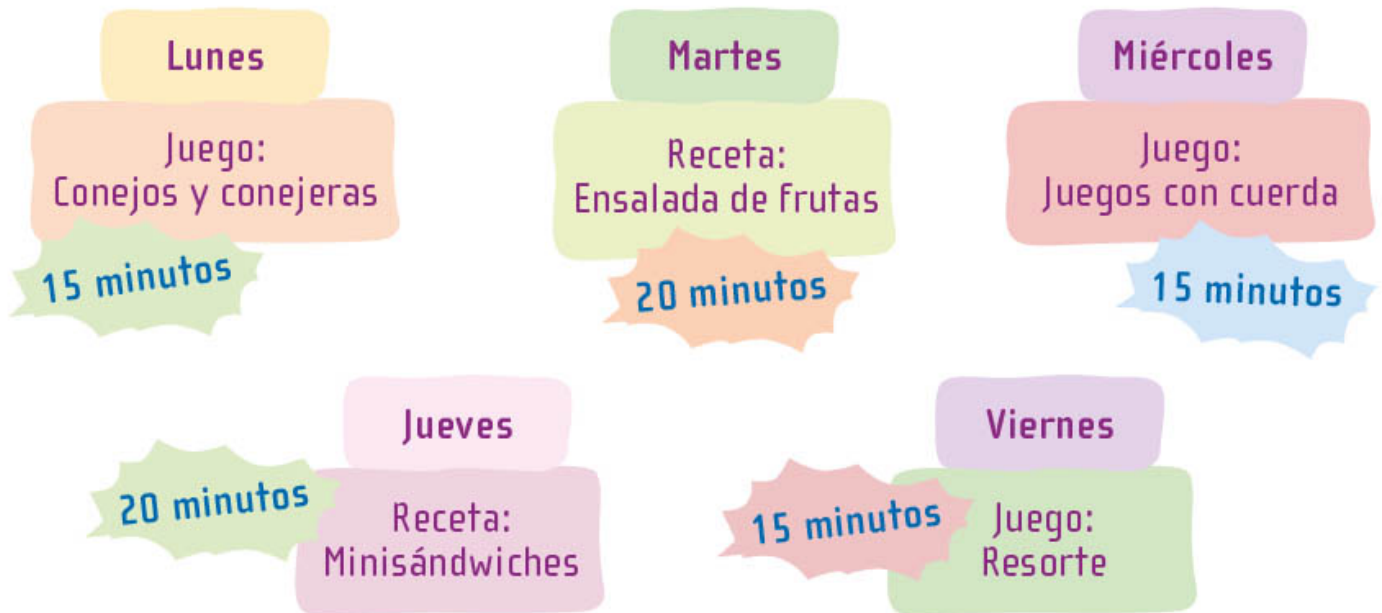 Lunes
Juego:
Conejos y conejeras
15 minutos
Martes
Receta:
Ensalada de frutas
20 minutos
Miércoles
Juego:
Juegos con cuerda
15 minutos
Jueves
Receta:
Minisándwiches
20 minutos
Viernes
Juego:
Resorte
15 minutos